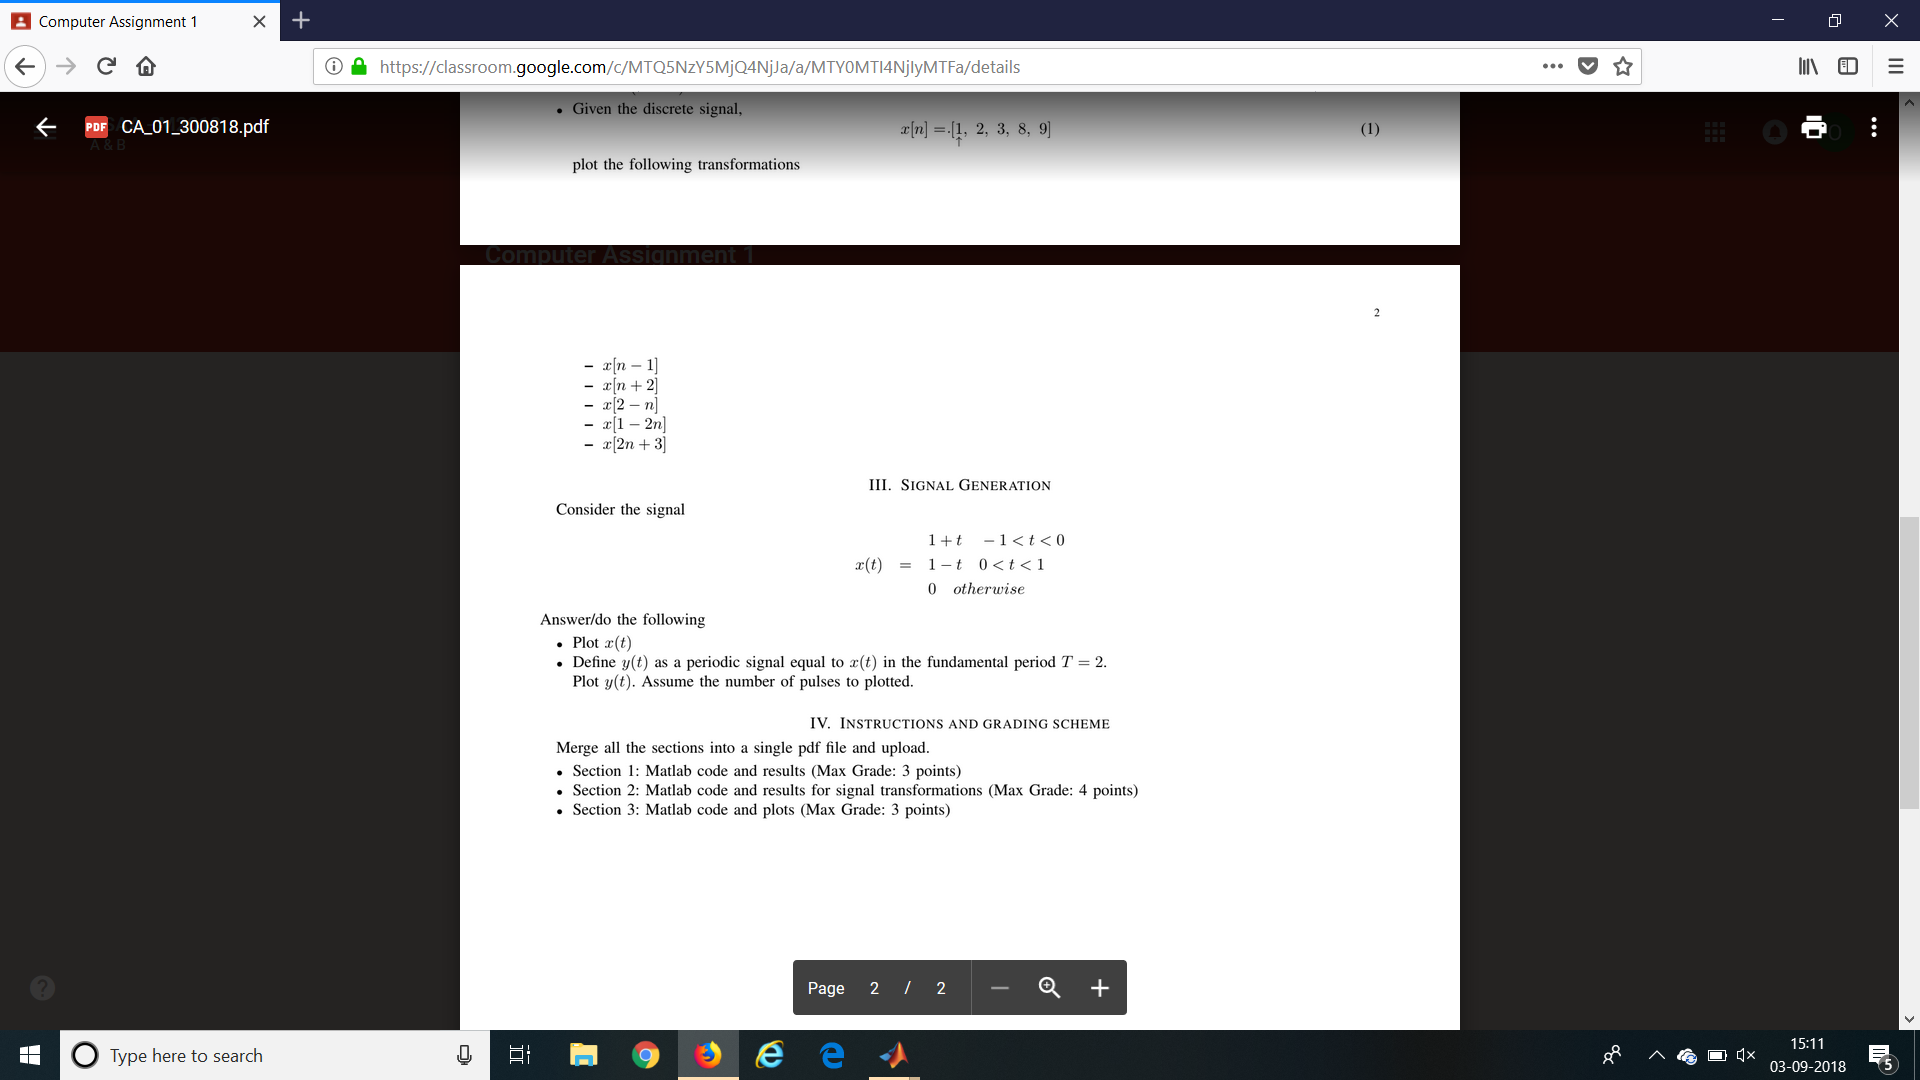 Computer Assignment 1
https://classroom.google.com/c/MTQ5NzY5MjQ4NjJa/a/MTY0MTI4NjIyMTFa/details
CA_01_300818.pdf
A & B
• Given the discrete signal,
x[n] = [1, 2, 3, 8, 9] (1)
↑
plot the following transformations
Computer Assignment 1
2
– x[n − 1]
– x[n + 2]
– x[2 − n]
– x[1 − 2n]
– x[2n + 3]
III. SIGNAL GENERATION
Consider the signal
1 + t − 1 < t < 0
x(t) = 1 − t 0 < t < 1
0 otherwise
Answer/do the following
• Plot x(t)
• Define y(t) as a periodic signal equal to x(t) in the fundamental period T = 2.
Plot y(t). Assume the number of pulses to plotted.
IV. INSTRUCTIONS AND GRADING SCHEME
Merge all the sections into a single pdf file and upload.
• Section 1: Matlab code and results (Max Grade: 3 points)
• Section 2: Matlab code and results for signal transformations (Max Grade: 4 points)
• Section 3: Matlab code and plots (Max Grade: 3 points)
Page 2 / 2
Type here to search
15:11
03-09-2018
5